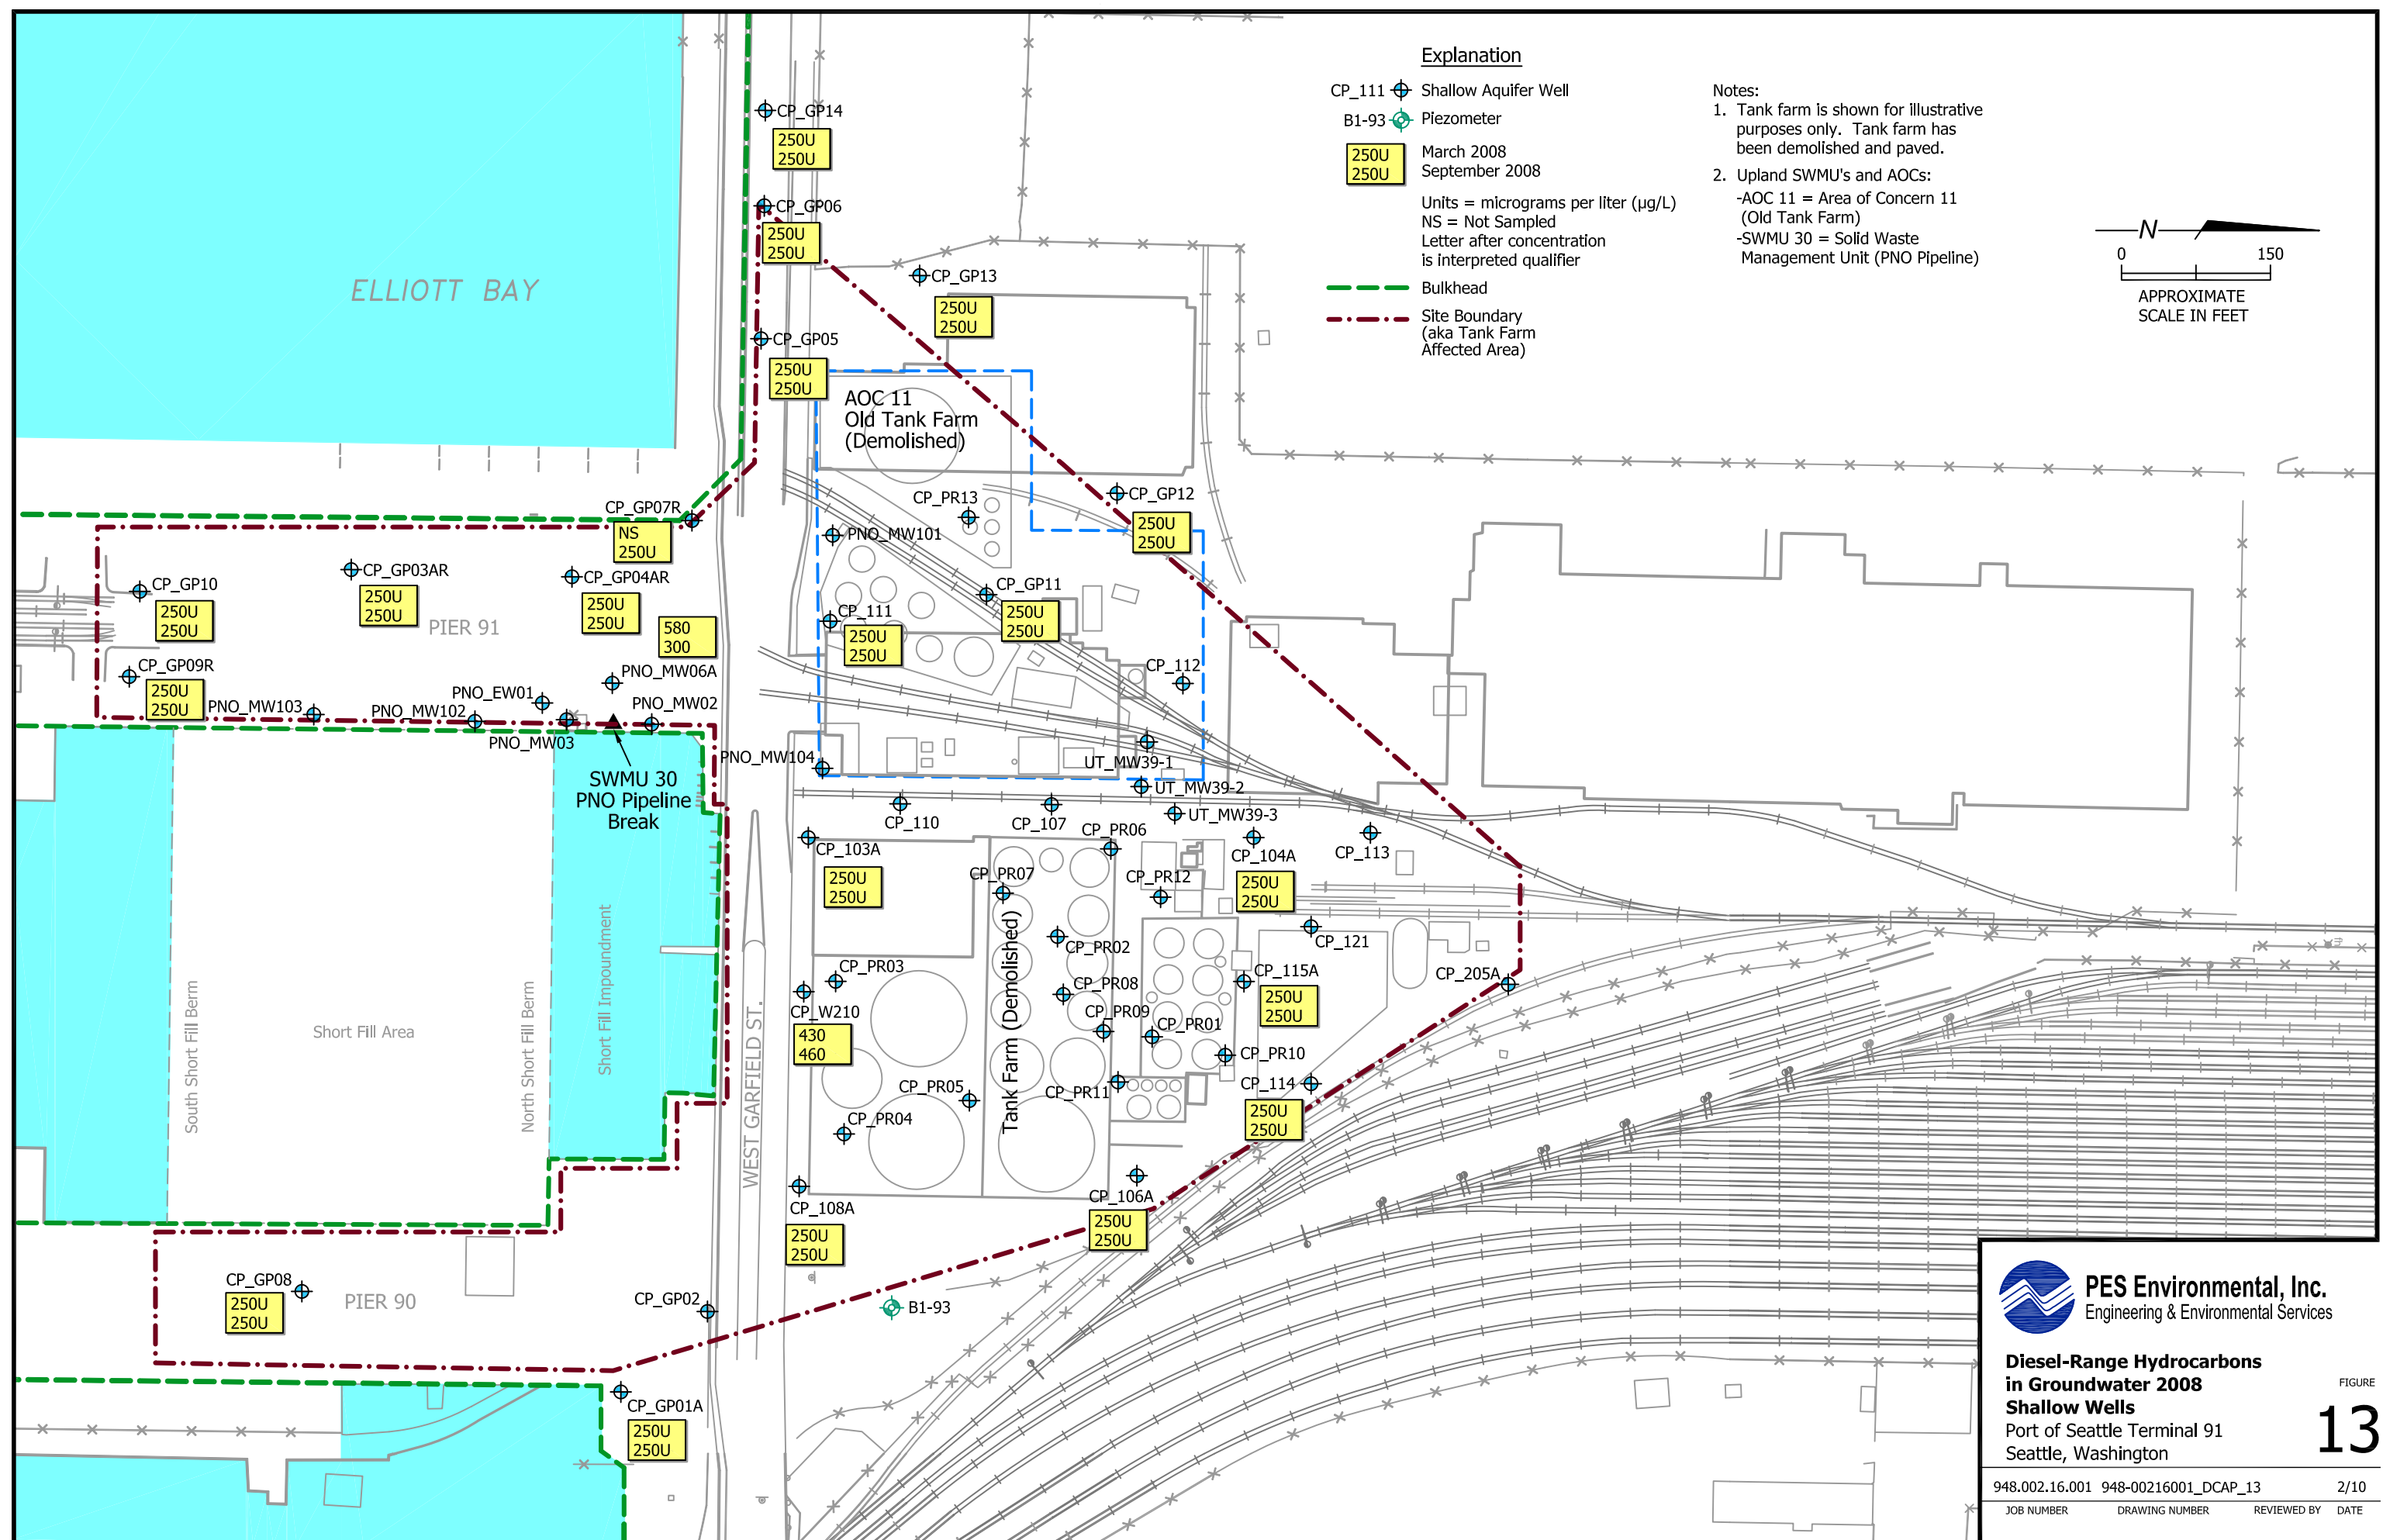 Explanation
CP_111 Shallow Aquifer Well
B1-93 Piezometer
250U
250U
March 2008
September 2008
Units = micrograms per liter (µg/L)
NS = Not Sampled
Letter after concentration
is interpreted qualifier
Bulkhead
Site Boundary
(aka Tank Farm
Affected Area)
Notes:
1. Tank farm is shown for illustrative
purposes only. Tank farm has
been demolished and paved.
2. Upland SWMU's and AOCs:
-AOC 11 = Area of Concern 11
(Old Tank Farm)
-SWMU 30 = Solid Waste
Management Unit (PNO Pipeline)
N
0 150
APPROXIMATE
SCALE IN FEET
ELLIOTT BAY
CP_GP14
250U
250U
CP_GP06
250U
250U
CP_GP13
250U
250U
CP_GP05
250U
250U
AOC 11
Old Tank Farm
(Demolished)
CP_GP07R
NS
250U
CP_PR13
PNO_MW101
CP_GP12
250U
250U
CP_GP10
250U
250U
CP_GP03AR
250U
250U
CP_GP04AR
250U
250U
PIER 91
580
300
CP_111
250U
250U
CP_GP11
250U
250U
CP_112
CP_GP09R
250U
250U
PNO_MW103
PNO_MW102
PNO_EW01
PNO_MW06A
PNO_MW02
PNO_MW03
PNO_MW104
SWMU 30
PNO Pipeline
Break
UT_MW39-1
UT_MW39-2
UT_MW39-3
CP_110
CP_107
CP_PR06
CP_103A
250U
250U
CP_104A
250U
250U
CP_113
CP_PR07
CP_PR12
CP_PR02
CP_121
CP_PR03
CP_PR08
CP_115A
250U
250U
CP_205A
CP_W210
430
460
CP_PR09
CP_PR01
CP_PR10
CP_PR05
CP_PR11
CP_114
250U
250U
CP_PR04
Tank Farm (Demolished)
WEST GARFIELD ST.
South Short Fill Berm
Short Fill Area
North Short Fill Berm
Short Fill Impoundment
CP_108A
250U
250U
CP_106A
250U
250U
CP_GP08
250U
250U
PIER 90
CP_GP02
B1-93
CP_GP01A
250U
250U
PES Environmental, Inc.
Engineering & Environmental Services
Diesel-Range Hydrocarbons
in Groundwater 2008
Shallow Wells
Port of Seattle Terminal 91
Seattle, Washington
FIGURE
13
948.002.16.001 948-00216001_DCAP_13 2/10
JOB NUMBER DRAWING NUMBER REVIEWED BY DATE